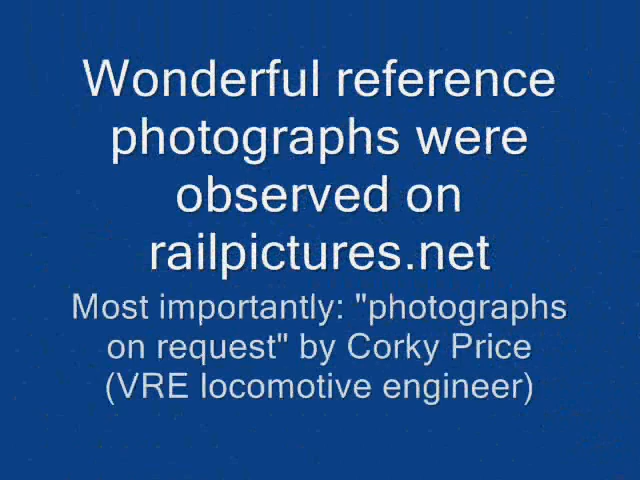 Wonderful reference
photographs were
observed on
railpictures.net
Most importantly: "photographs
on request" by Corky Price
(VRE locomotive engineer)